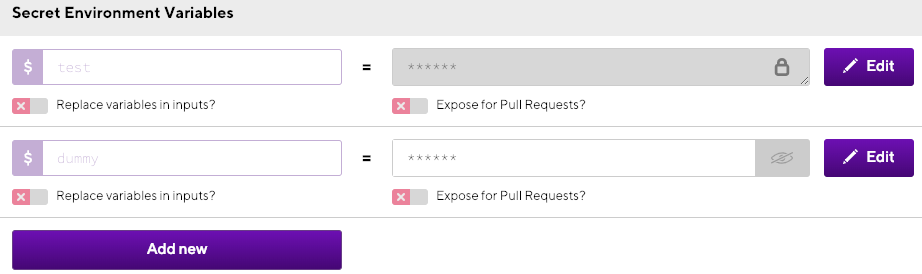 Secret Environment Variables
$ test = ****** Edit
Replace variables in inputs? Expose for Pull Requests?
$ dummy = ****** Edit
Replace variables in inputs? Expose for Pull Requests?
Add new